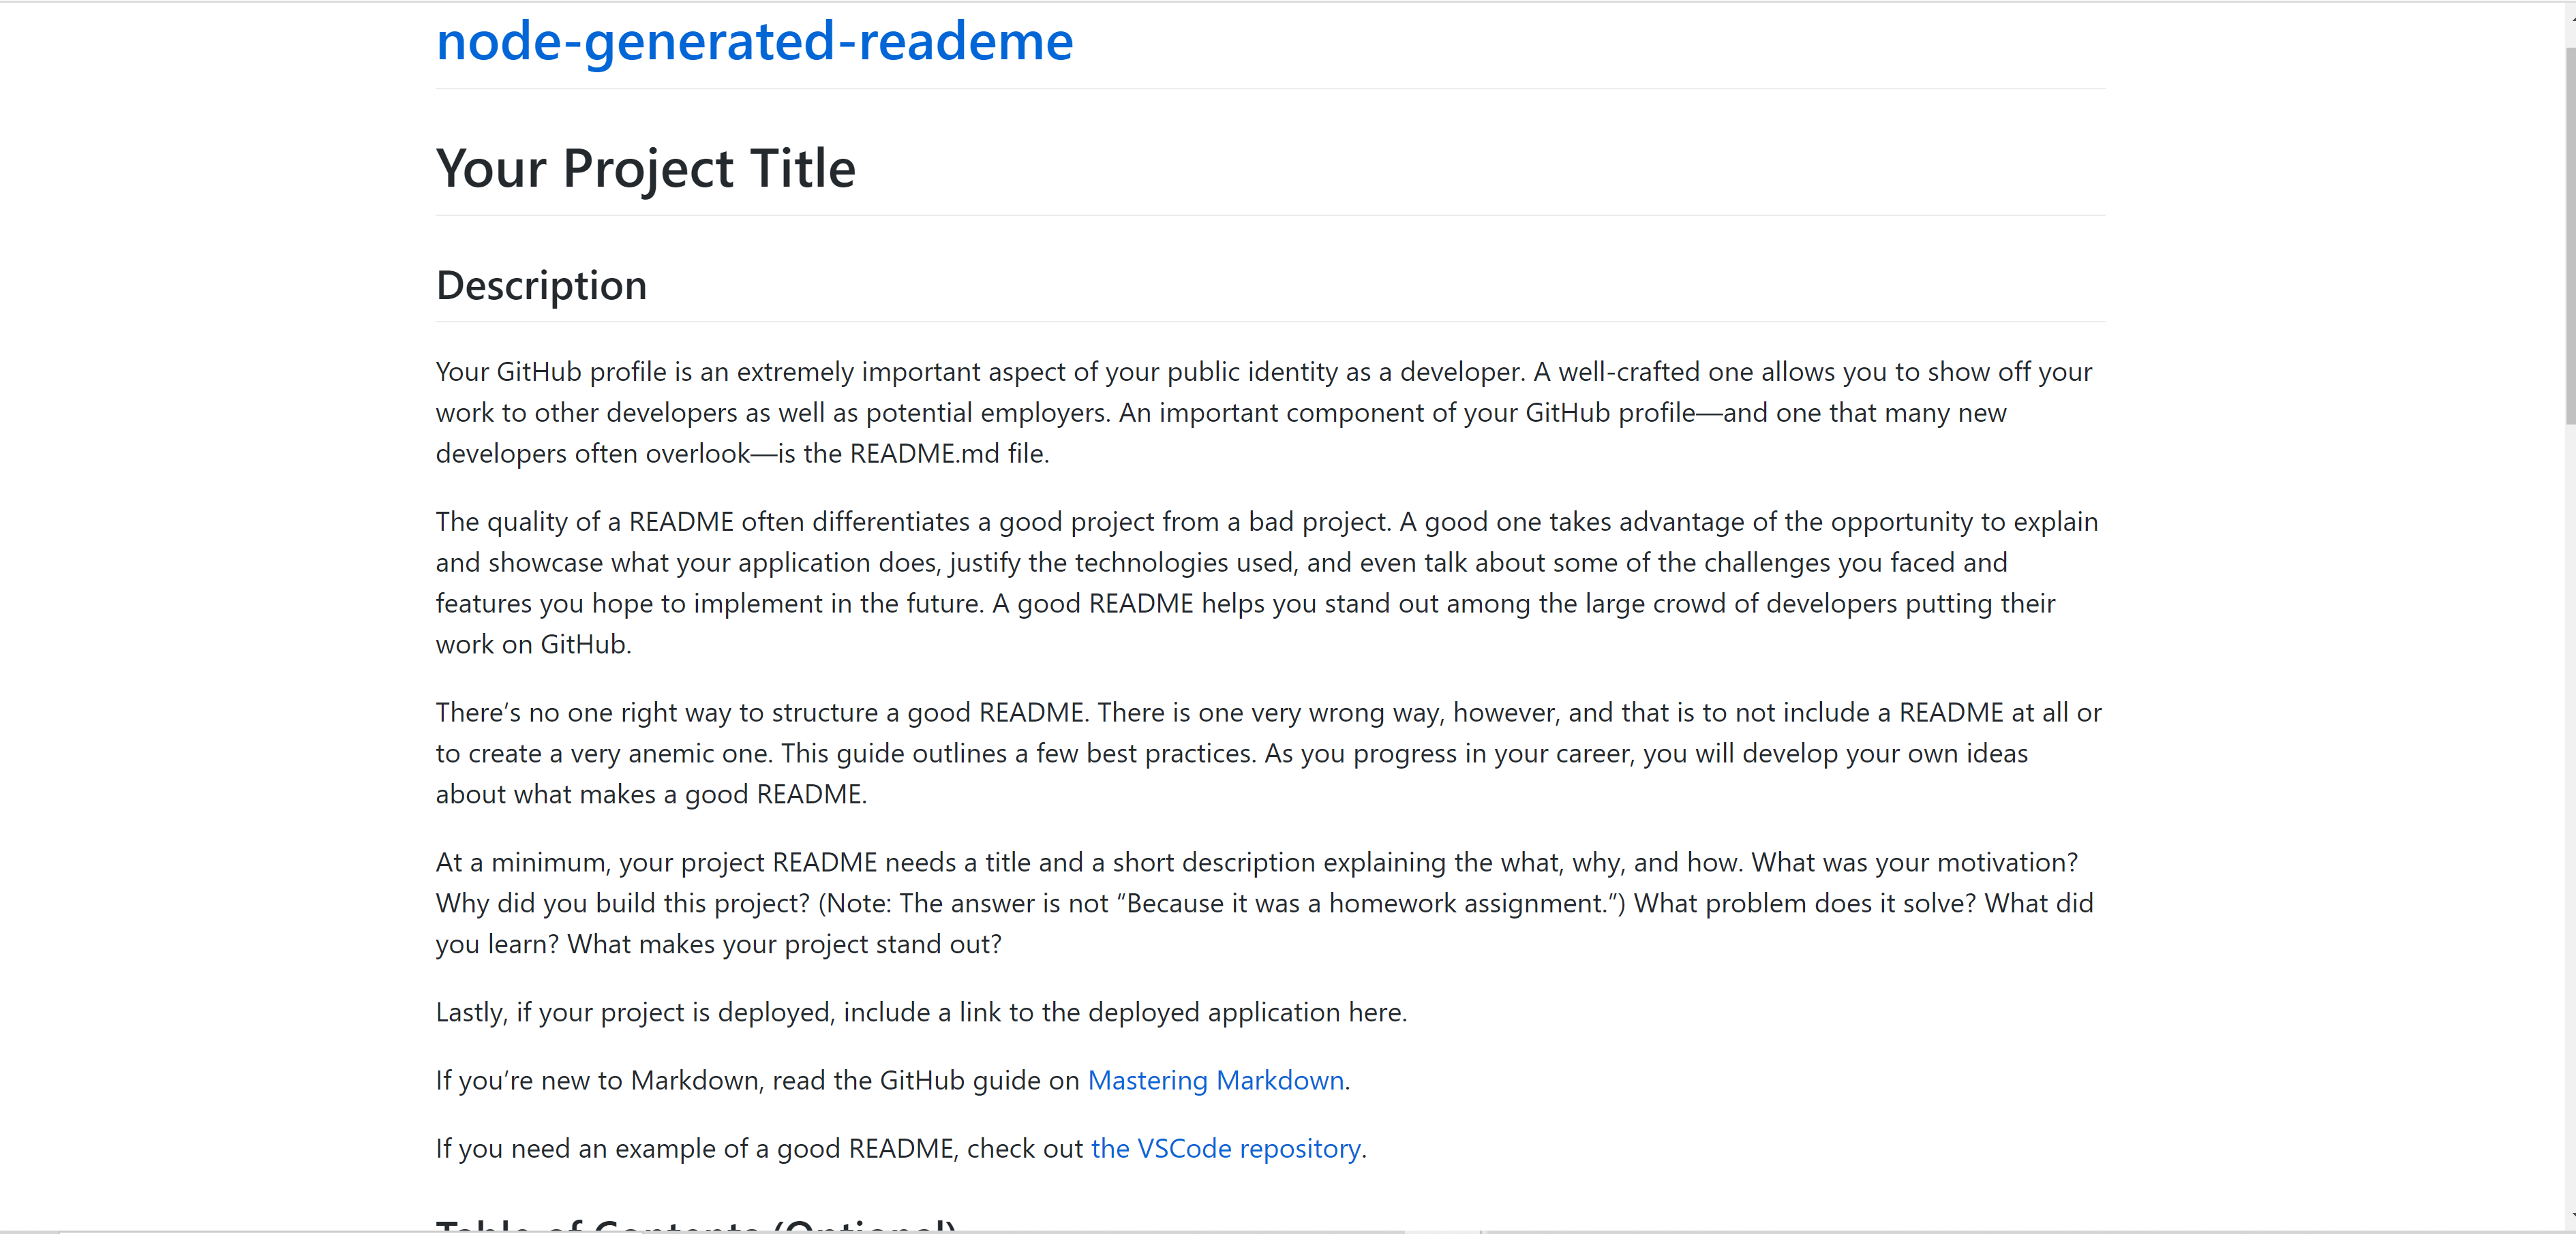 node-generated-reademe
Your Project Title
Description
Your GitHub profile is an extremely important aspect of your public identity as a developer. A well-crafted one allows you to show off your
work to other developers as well as potential employers. An important component of your GitHub profile—and one that many new
developers often overlook—is the README.md file.
The quality of a README often differentiates a good project from a bad project. A good one takes advantage of the opportunity to explain
and showcase what your application does, justify the technologies used, and even talk about some of the challenges you faced and
features you hope to implement in the future. A good README helps you stand out among the large crowd of developers putting their
work on GitHub.
There’s no one right way to structure a good README. There is one very wrong way, however, and that is to not include a README at all or
to create a very anemic one. This guide outlines a few best practices. As you progress in your career, you will develop your own ideas
about what makes a good README.
At a minimum, your project README needs a title and a short description explaining the what, why, and how. What was your motivation?
Why did you build this project? (Note: The answer is not “Because it was a homework assignment.”) What problem does it solve? What did
you learn? What makes your project stand out?
Lastly, if your project is deployed, include a link to the deployed application here.
If you’re new to Markdown, read the GitHub guide on Mastering Markdown.
If you need an example of a good README, check out the VSCode repository.
Table of Contents (Optional)